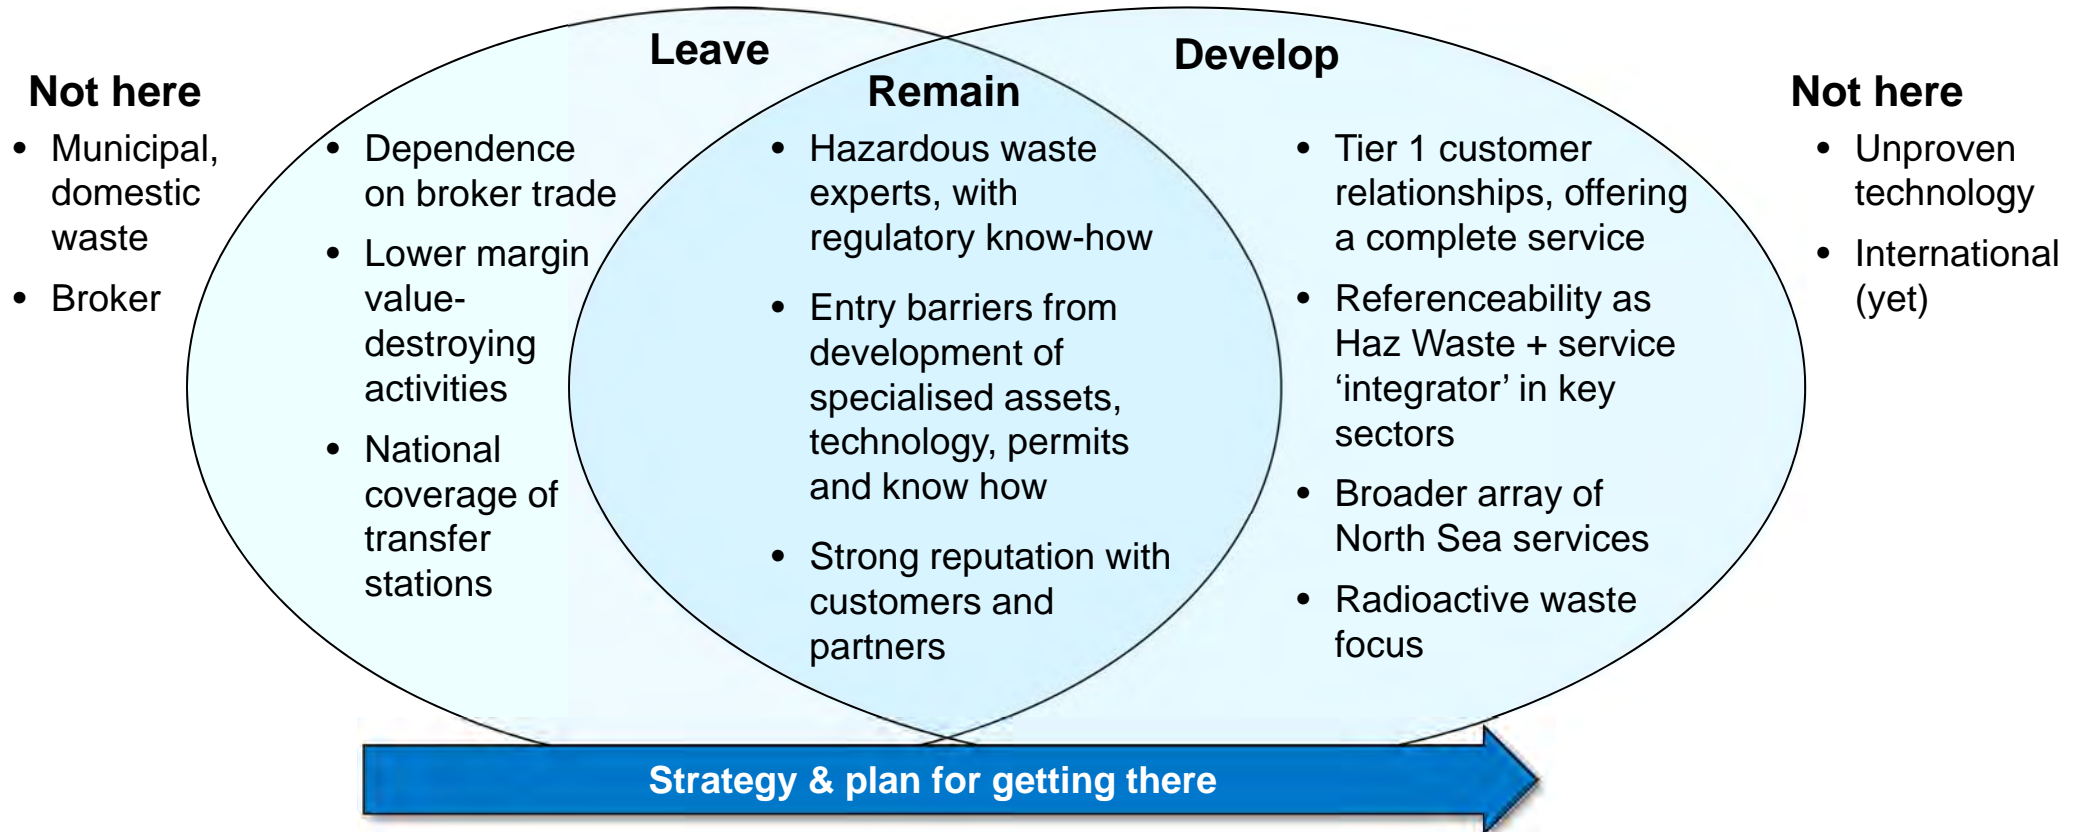 Not here
• Municipal,
domestic
waste
• Broker
Leave
• Dependence
on broker trade
• Lower margin
value-
destroying
activities
• National
coverage of
transfer
stations
Remain
• Hazardous waste
experts, with
regulatory know-how
• Entry barriers from
development of
specialised assets,
technology, permits
and know how
• Strong reputation with
customers and
partners
Develop
• Tier 1 customer
relationships, offering
a complete service
• Referenceability as
Haz Waste + service
‘integrator’ in key
sectors
• Broader array of
North Sea services
• Radioactive waste
focus
Not here
• Unproven
technology
• International
(yet)
Strategy & plan for getting there